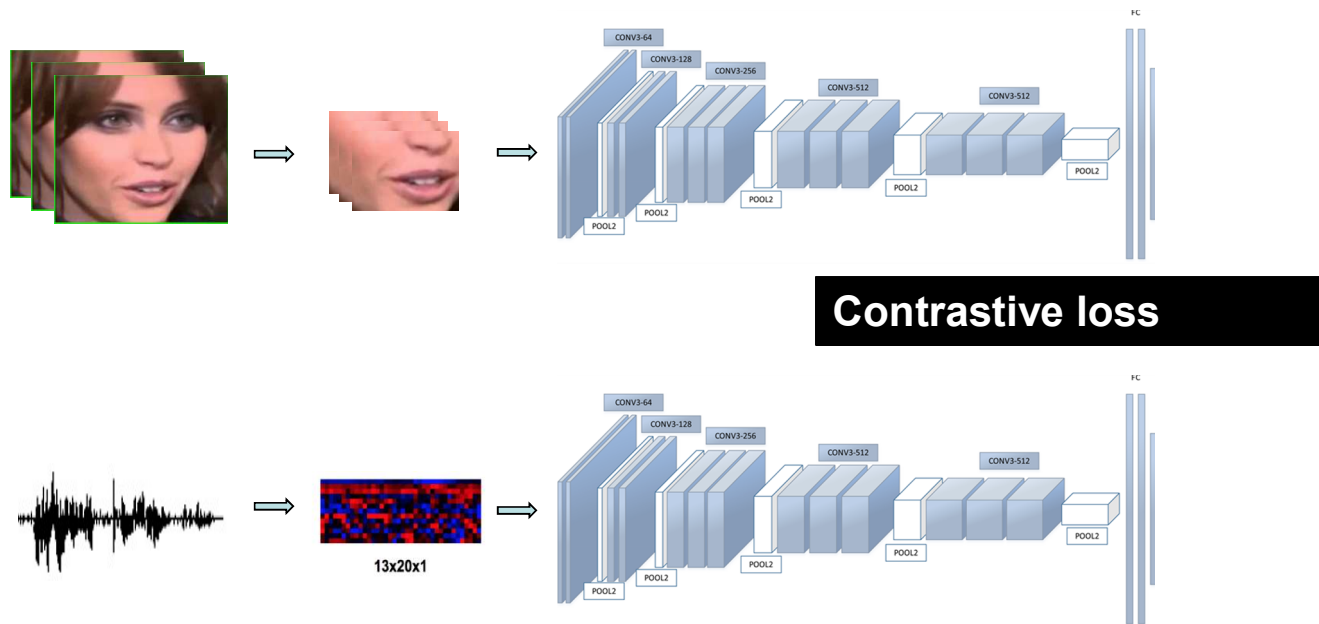 FC
CONV3-64
CONV3-128
CONV3-256
CONV3-512
CONV3-512
POOL2
POOL2
POOL2
POOL2
POOL2
Contrastive loss
FC
CONV3-64
CONV3-128
CONV3-256
CONV3-512
CONV3-512
POOL2
POOL2
POOL2
POOL2
POOL2
13x20x1